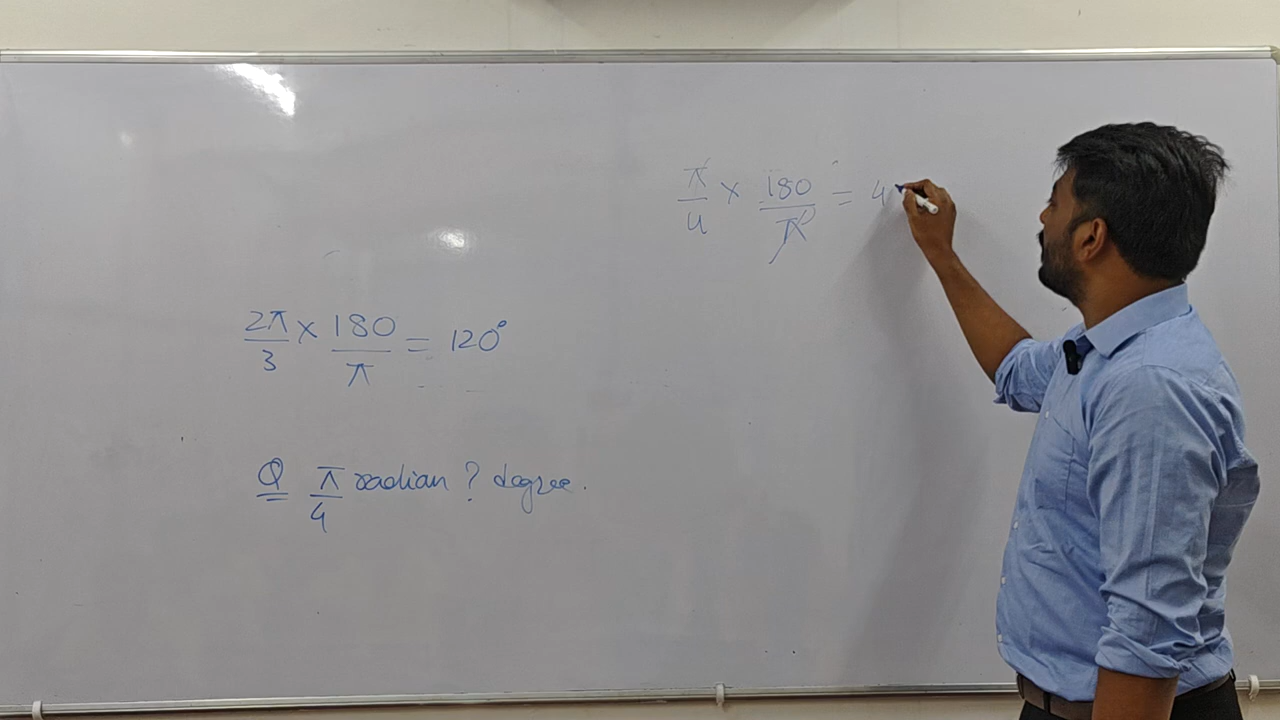 π/4 × 180/π = 4
2π/3 × 180/π = 120°
Q π/4 radian ? degree.